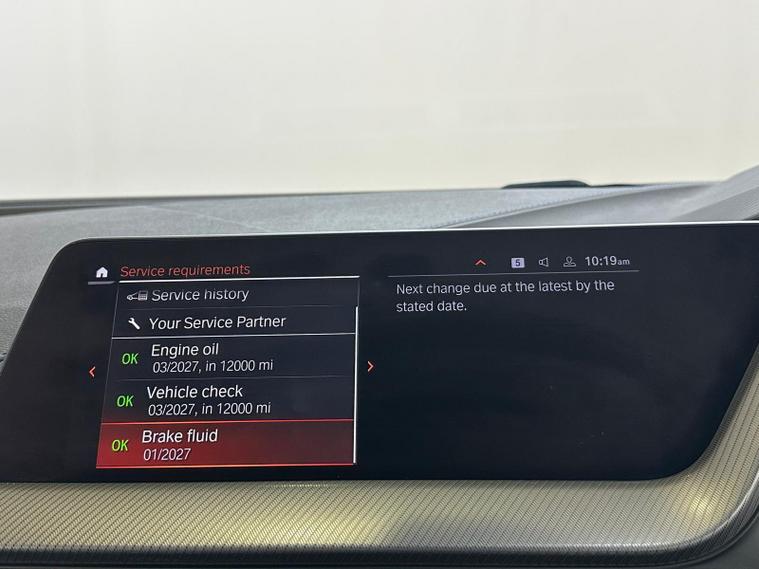 Service requirements
5 10:19am
Service history
Your Service Partner
OK Engine oil
03/2027, in 12000 mi
OK Vehicle check
03/2027, in 12000 mi
OK Brake fluid
01/2027
Next change due at the latest by the
stated date.